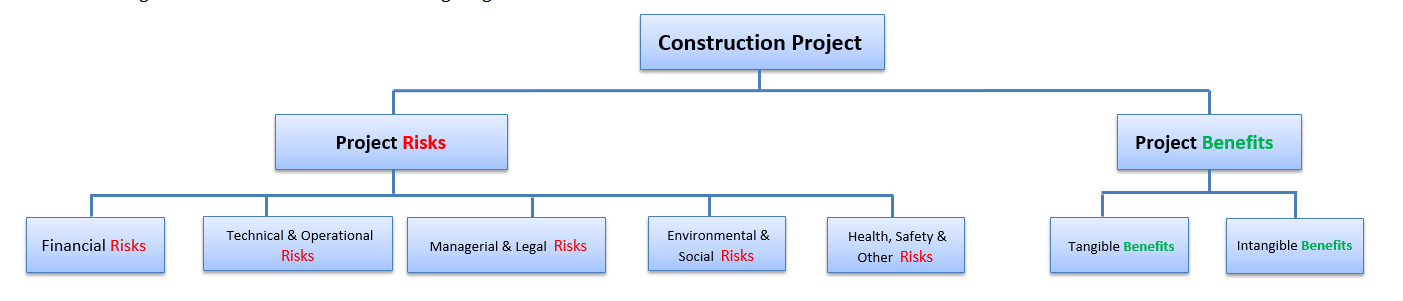 Construction Project
Project Risks
Project Benefits
Financial Risks
Technical & Operational
Risks
Managerial & Legal Risks
Environmental &
Social Risks
Health, Safety &
Other Risks
Tangible Benefits
Intangible Benefits